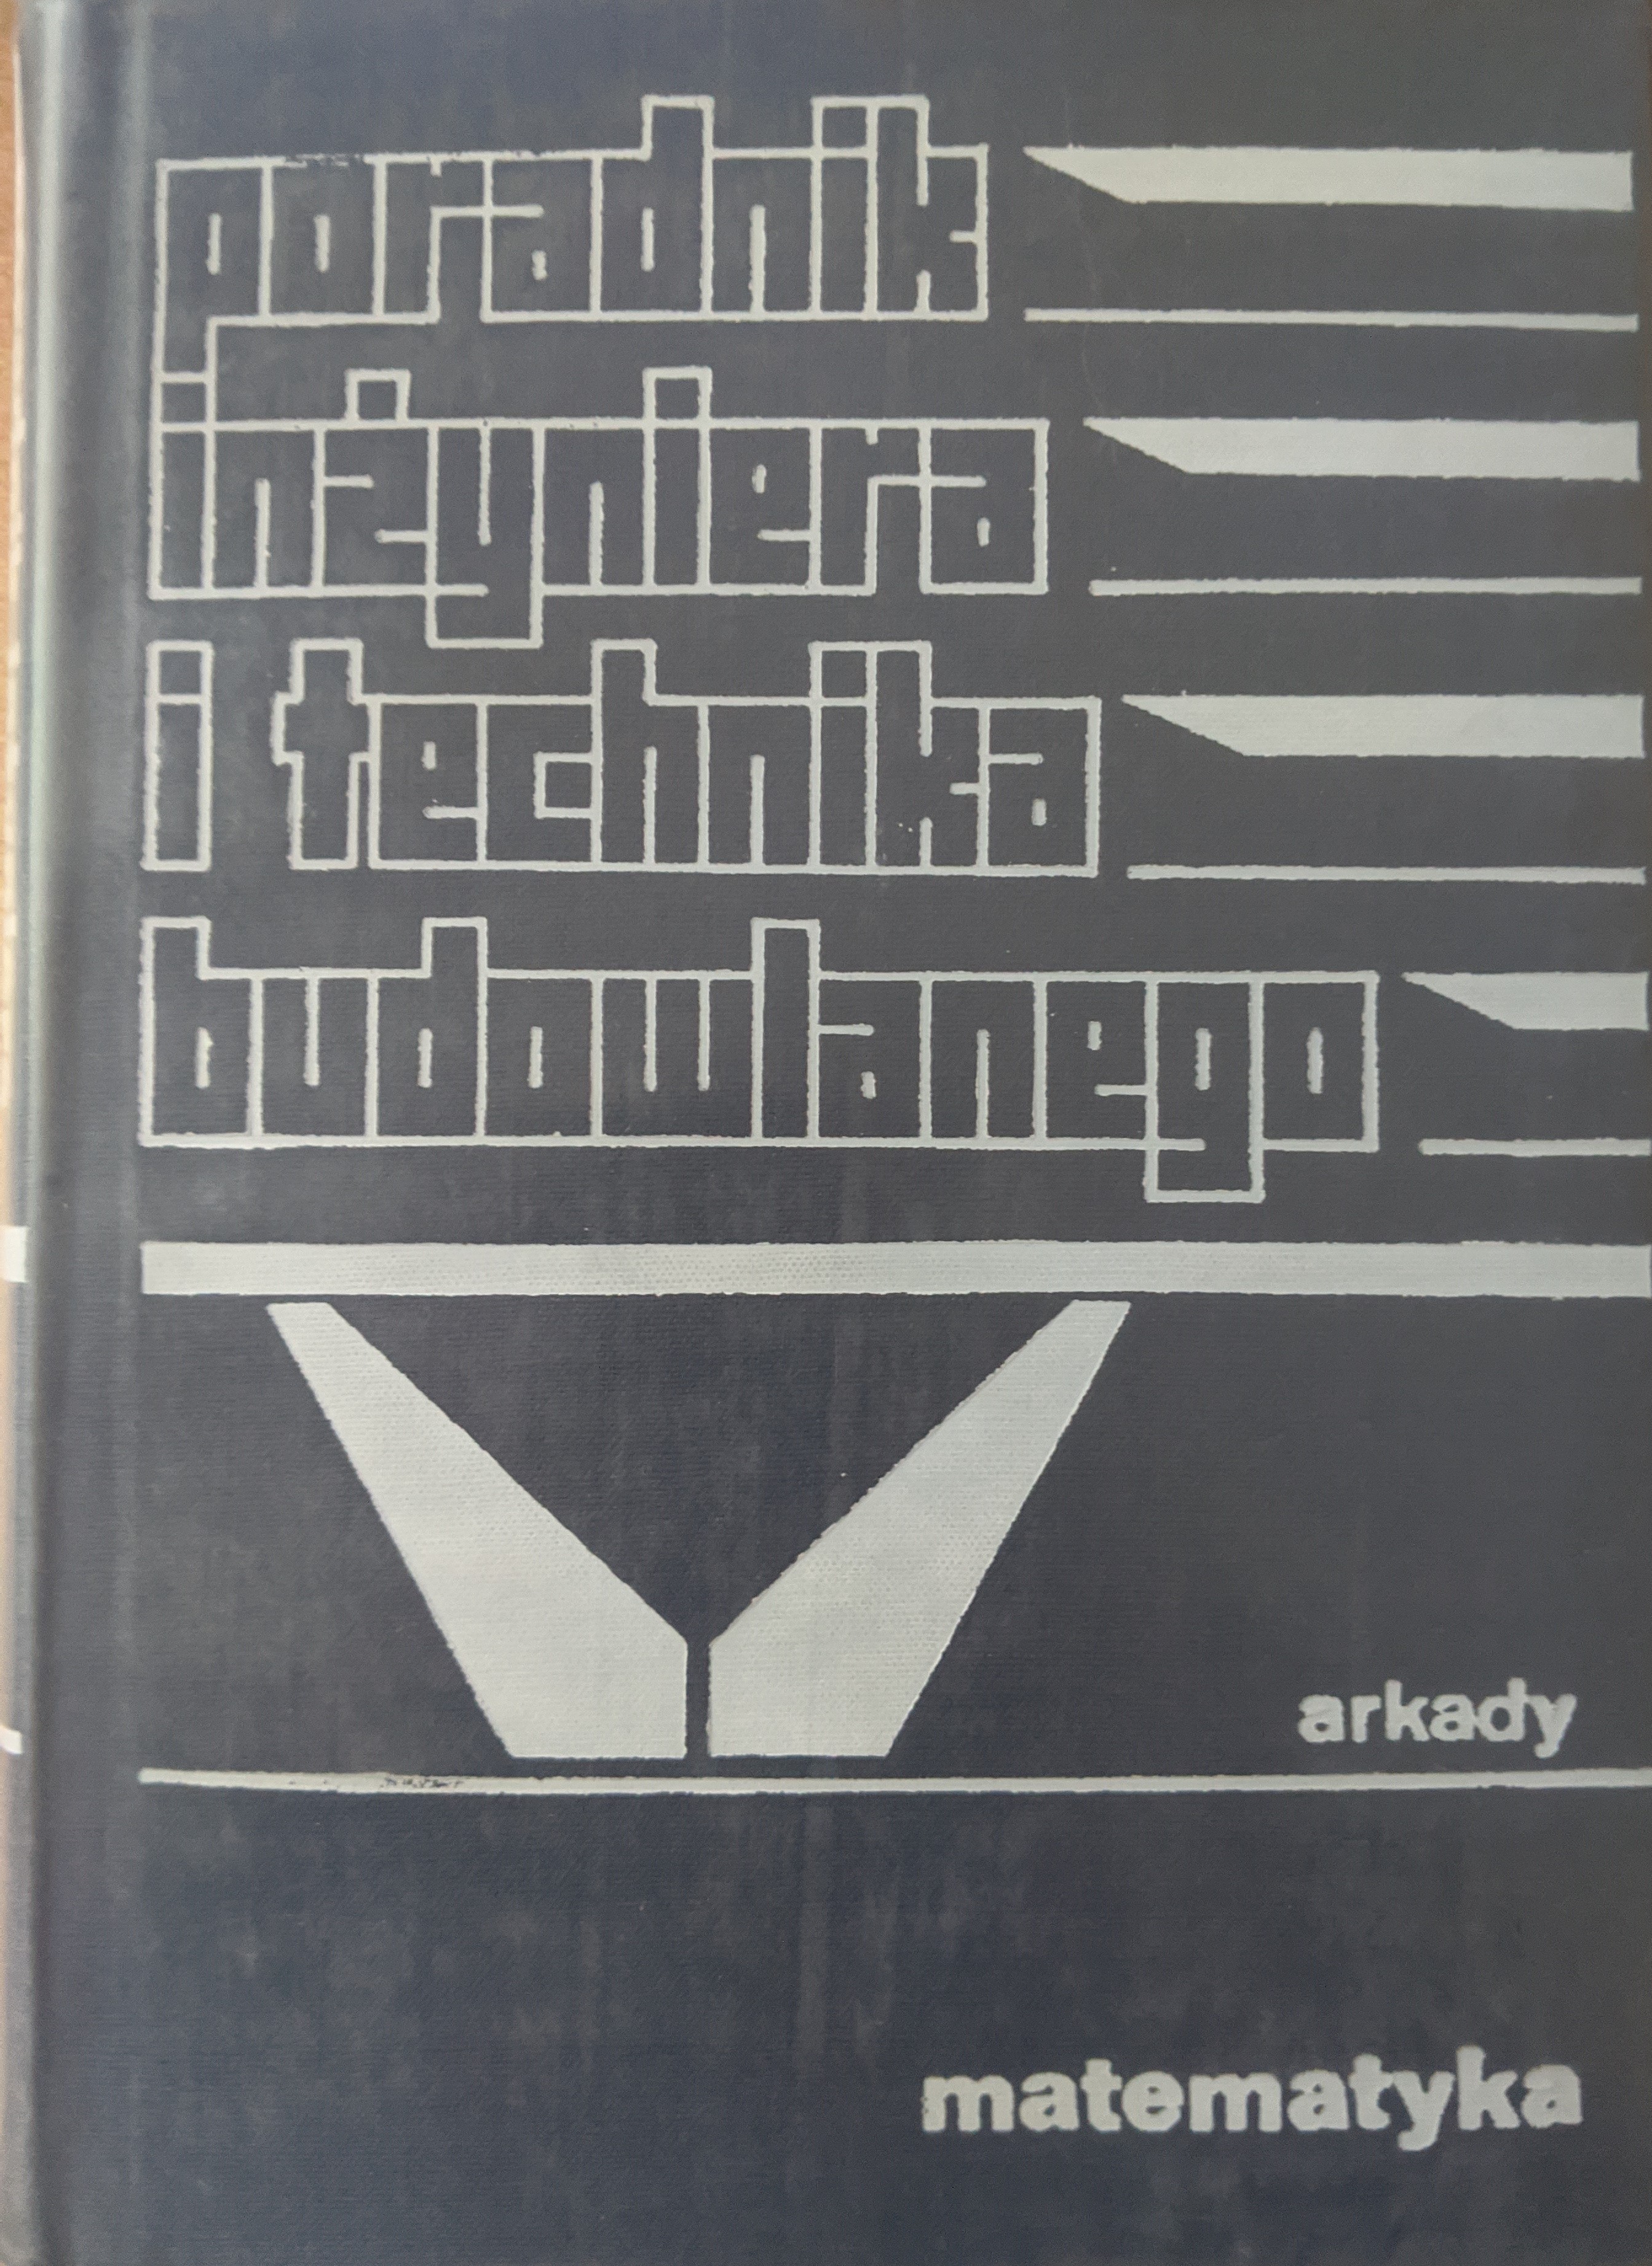 poradnik
inżyniera
i technika
budowlanego
arkady
matematyka